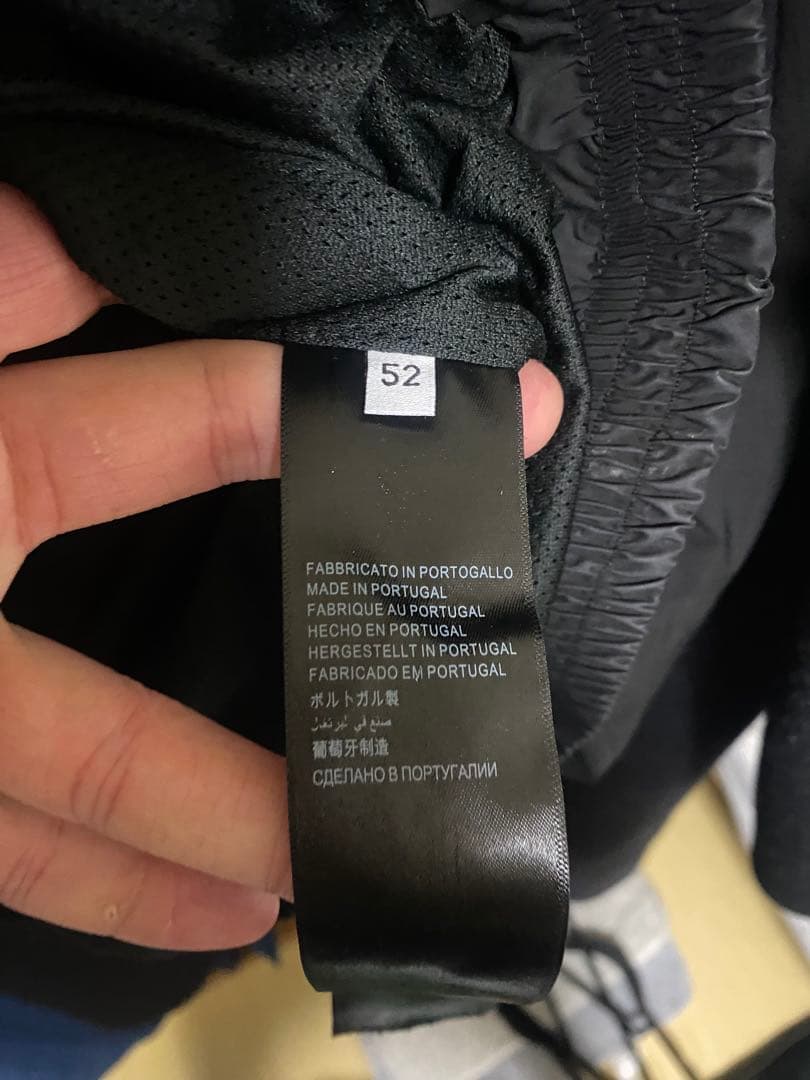 52
FABBRICATO IN PORTOGALLO
MADE IN PORTUGAL
FABRIQUE AU PORTUGAL
HECHO EN PORTUGAL
HERGESTELLT IN PORTUGAL
FABRICADO EM PORTUGAL
ポルトガル製
صنع في
葡萄牙制造
СДЕЛАНО В ПОРТУГАЛИИ